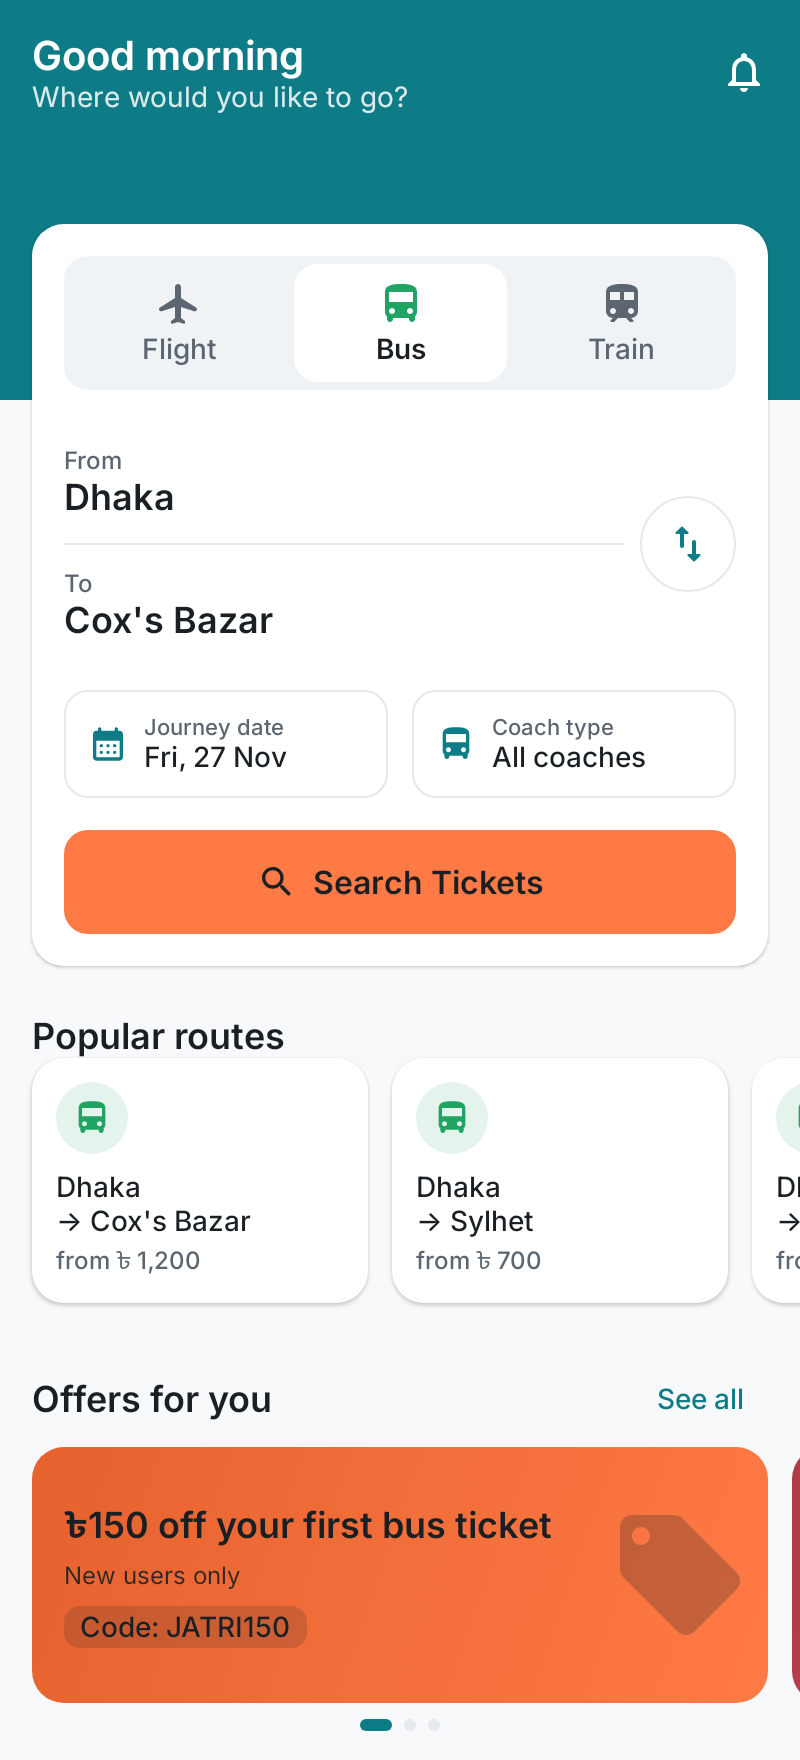 Good morning
Where would you like to go?
Flight
Bus
Train
From
Dhaka
To
Cox's Bazar
Journey date
Fri, 27 Nov
Coach type
All coaches
Search Tickets
Popular routes
Dhaka
→ Cox's Bazar
from ৳ 1,200
Dhaka
→ Sylhet
from ৳ 700
Offers for you
See all
৳150 off your first bus ticket
New users only
Code: JATRI150